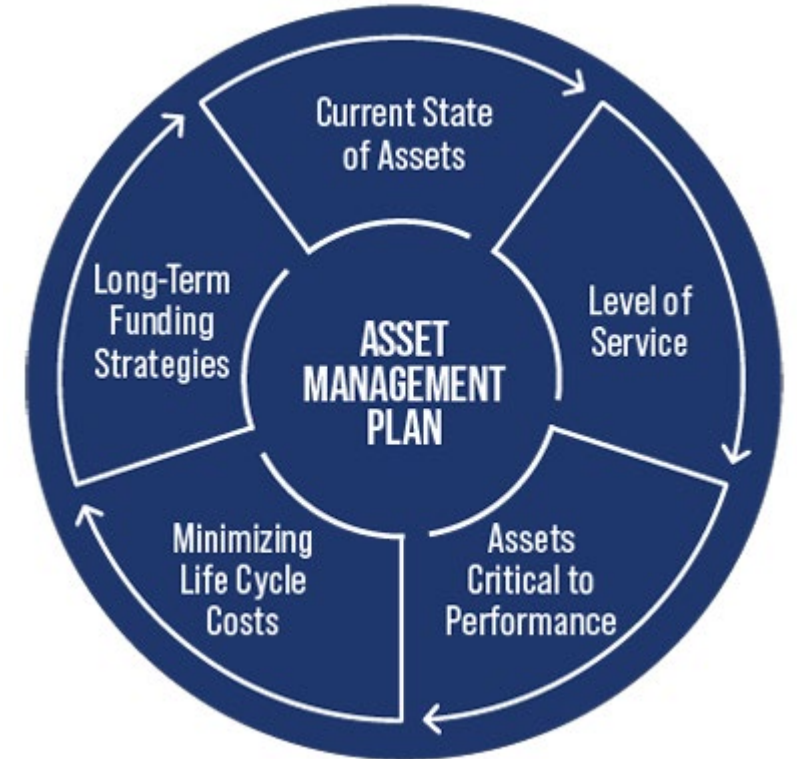 Current State
of Assets
Level of
Service
Assets
Critical to
Performance
Minimizing
Life Cycle
Costs
Long-Term
Funding
Strategies
ASSET
MANAGEMENT
PLAN